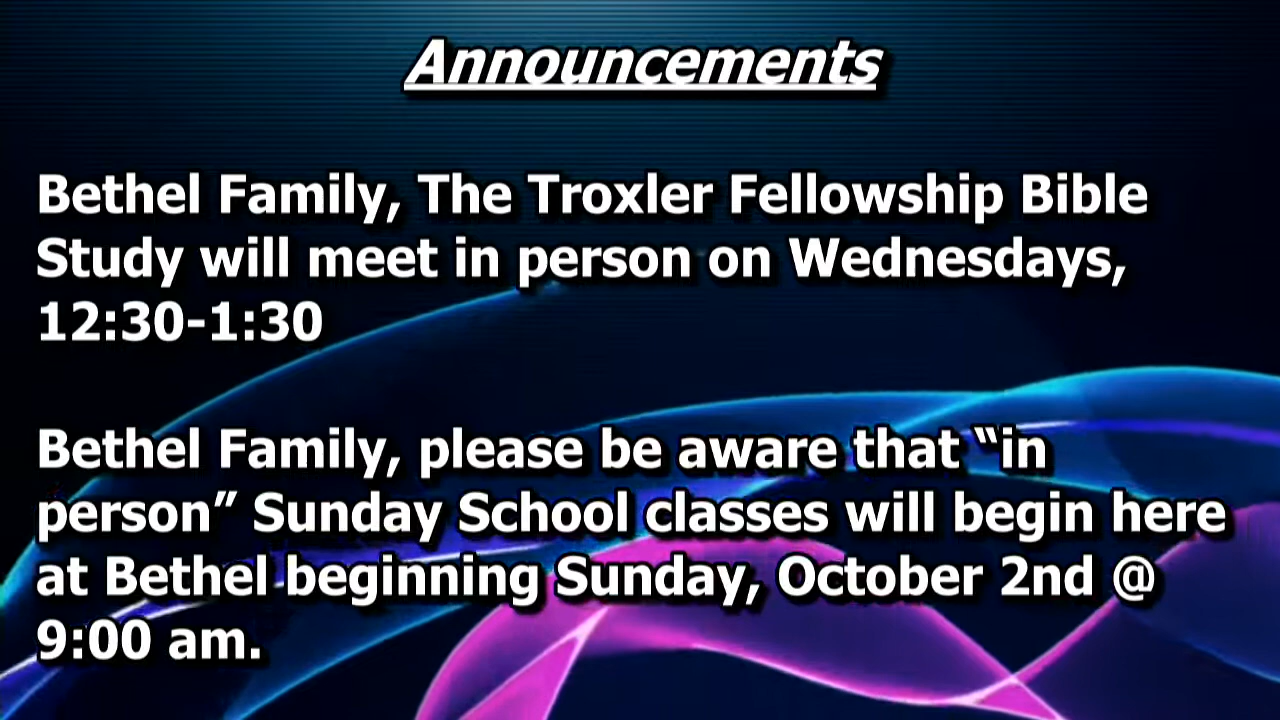 Announcements
Bethel Family, The Troxler Fellowship Bible
Study will meet in person on Wednesdays,
12:30-1:30
Bethel Family, please be aware that “in
person” Sunday School classes will begin here
at Bethel beginning Sunday, October 2nd @
9:00 am.